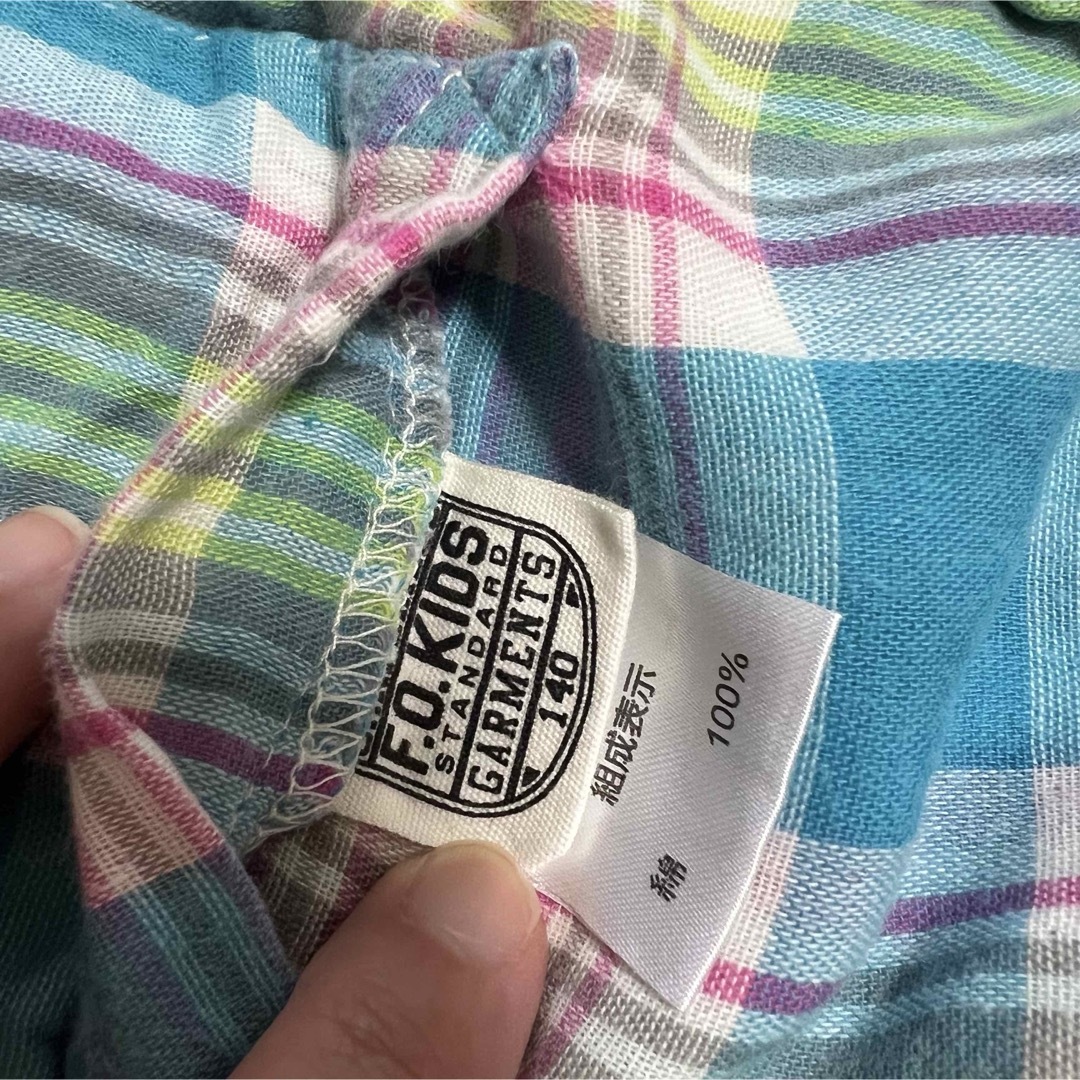 F.O.KIDS
STANDARD
GARMENTS
140
組成表示
綿 100%